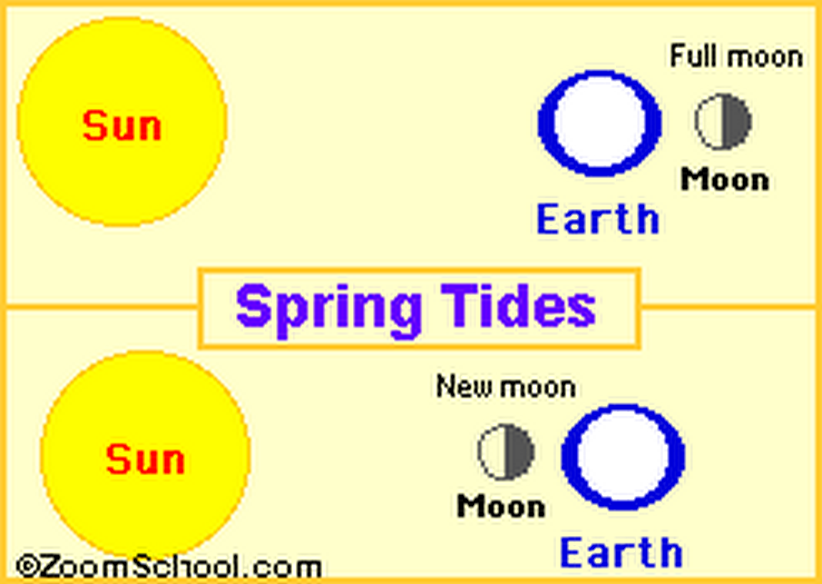 Full moon
Sun
Moon
Earth
Spring Tides
New moon
Sun
Moon
Earth
©ZoomSchool.com